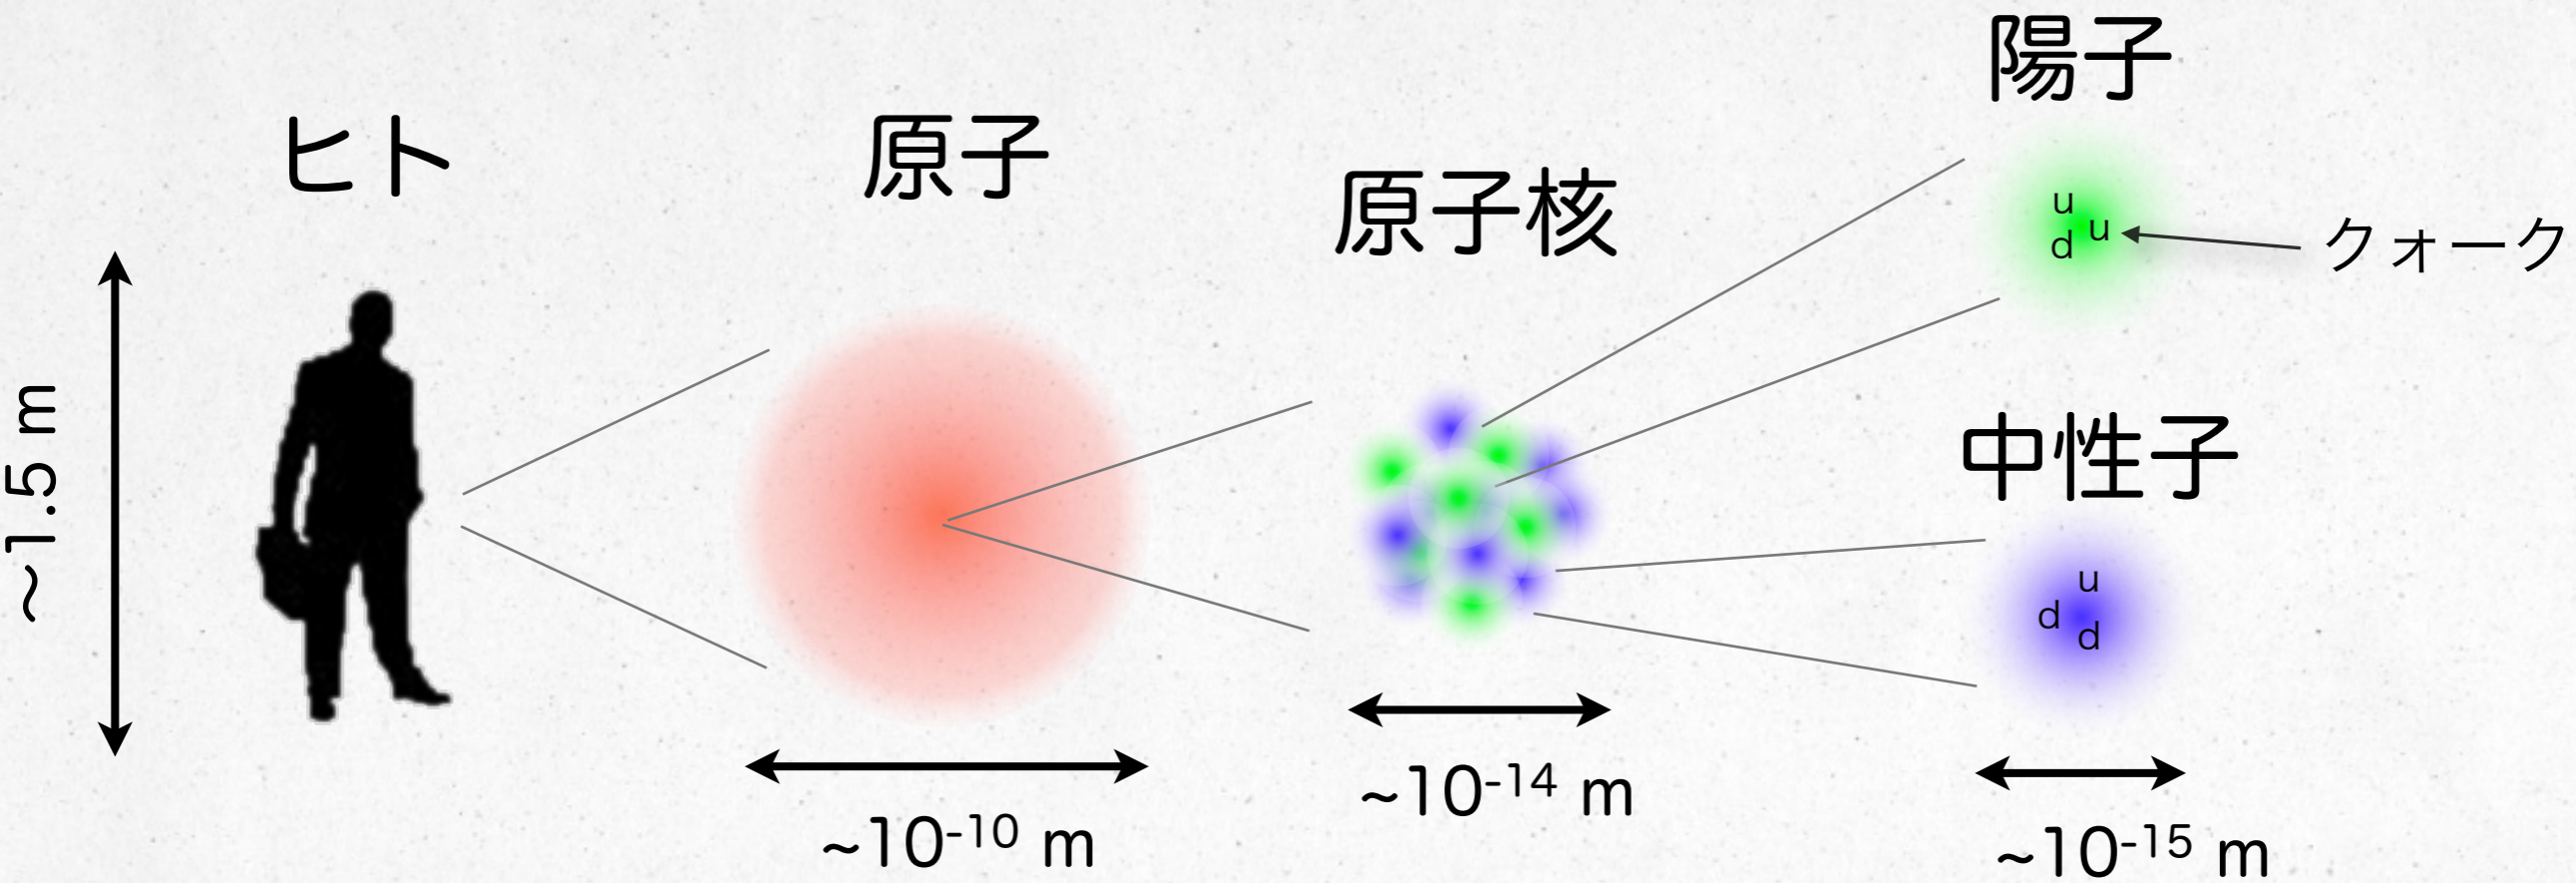 ヒト
~1.5 m
原子
~10⁻¹⁰ m
原子核
~10⁻¹⁴ m
陽子
u
u
d
クォーク
中性子
u
d
d
~10⁻¹⁵ m